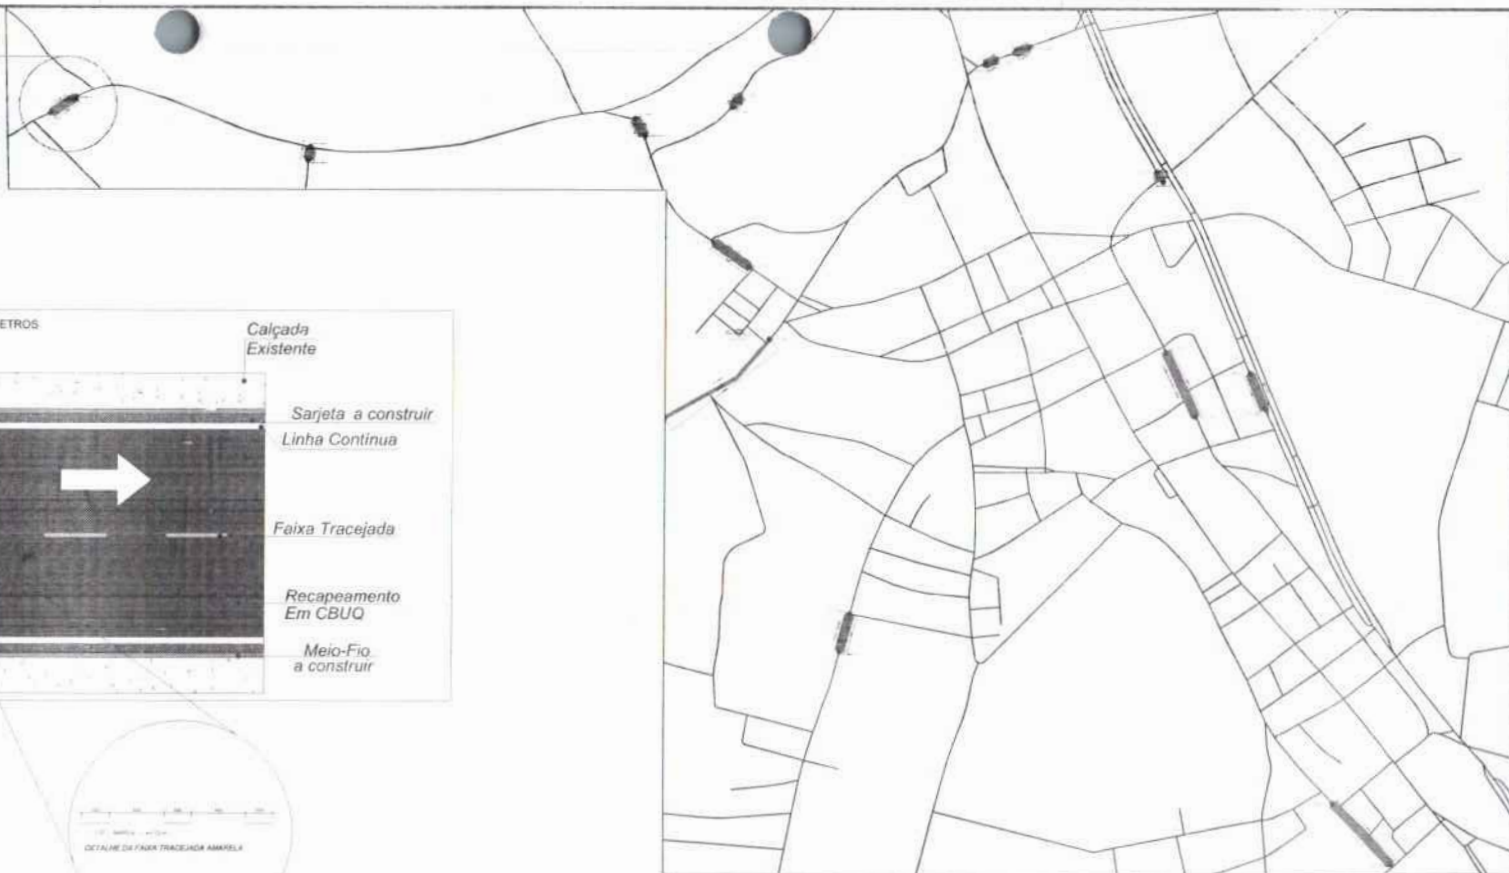 ETROS
Calçada
Existente
Sarjeta a construir
Linha Contínua
Faixa Tracejada
Recapeamento
Em CBUQ
Meio-Fio
a construir
DETALHE DA FAIXA TRACEJADA AMARELA